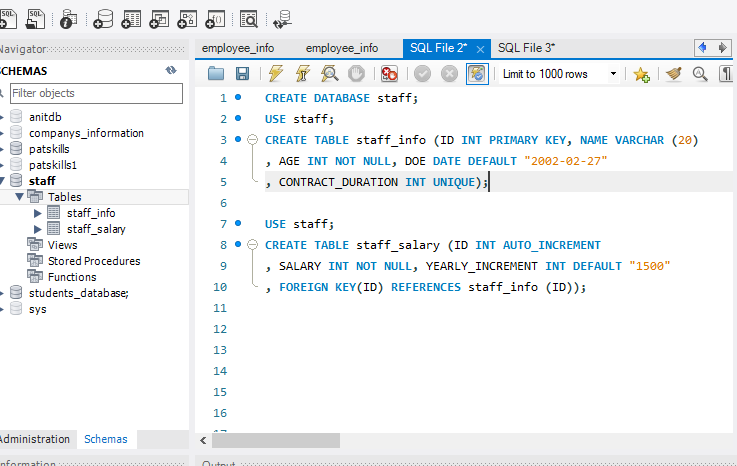 SQL SQL
Navigator
SCHEMAS
Filter objects
anitdb
companys_information
patskills
patskills1
staff
Tables
staff_info
staff_salary
Views
Stored Procedures
Functions
students_database;
sys
Administration Schemas
Information
employee_info employee_info SQL File 2* SQL File 3*
Limit to 1000 rows
1 CREATE DATABASE staff;
2 USE staff;
3 CREATE TABLE staff_info (ID INT PRIMARY KEY, NAME VARCHAR (20)
4 , AGE INT NOT NULL, DOE DATE DEFAULT "2002-02-27"
5 , CONTRACT_DURATION INT UNIQUE);
6
7 USE staff;
8 CREATE TABLE staff_salary (ID INT AUTO_INCREMENT
9 , SALARY INT NOT NULL, YEARLY_INCREMENT INT DEFAULT "1500"
10 , FOREIGN KEY(ID) REFERENCES staff_info (ID));
11
12
13
14
15
16
17
Output